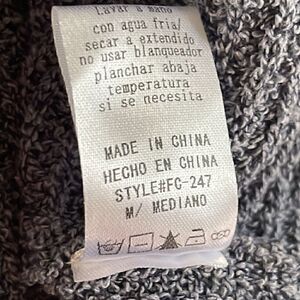 Lavar a mano
con agua fria/
secar a extendido
no usar blanqueador
planchar abaja
temperatura
si se necesita
MADE IN CHINA
HECHO EN CHINA
STYLE#FG-247
M/ MEDIANO